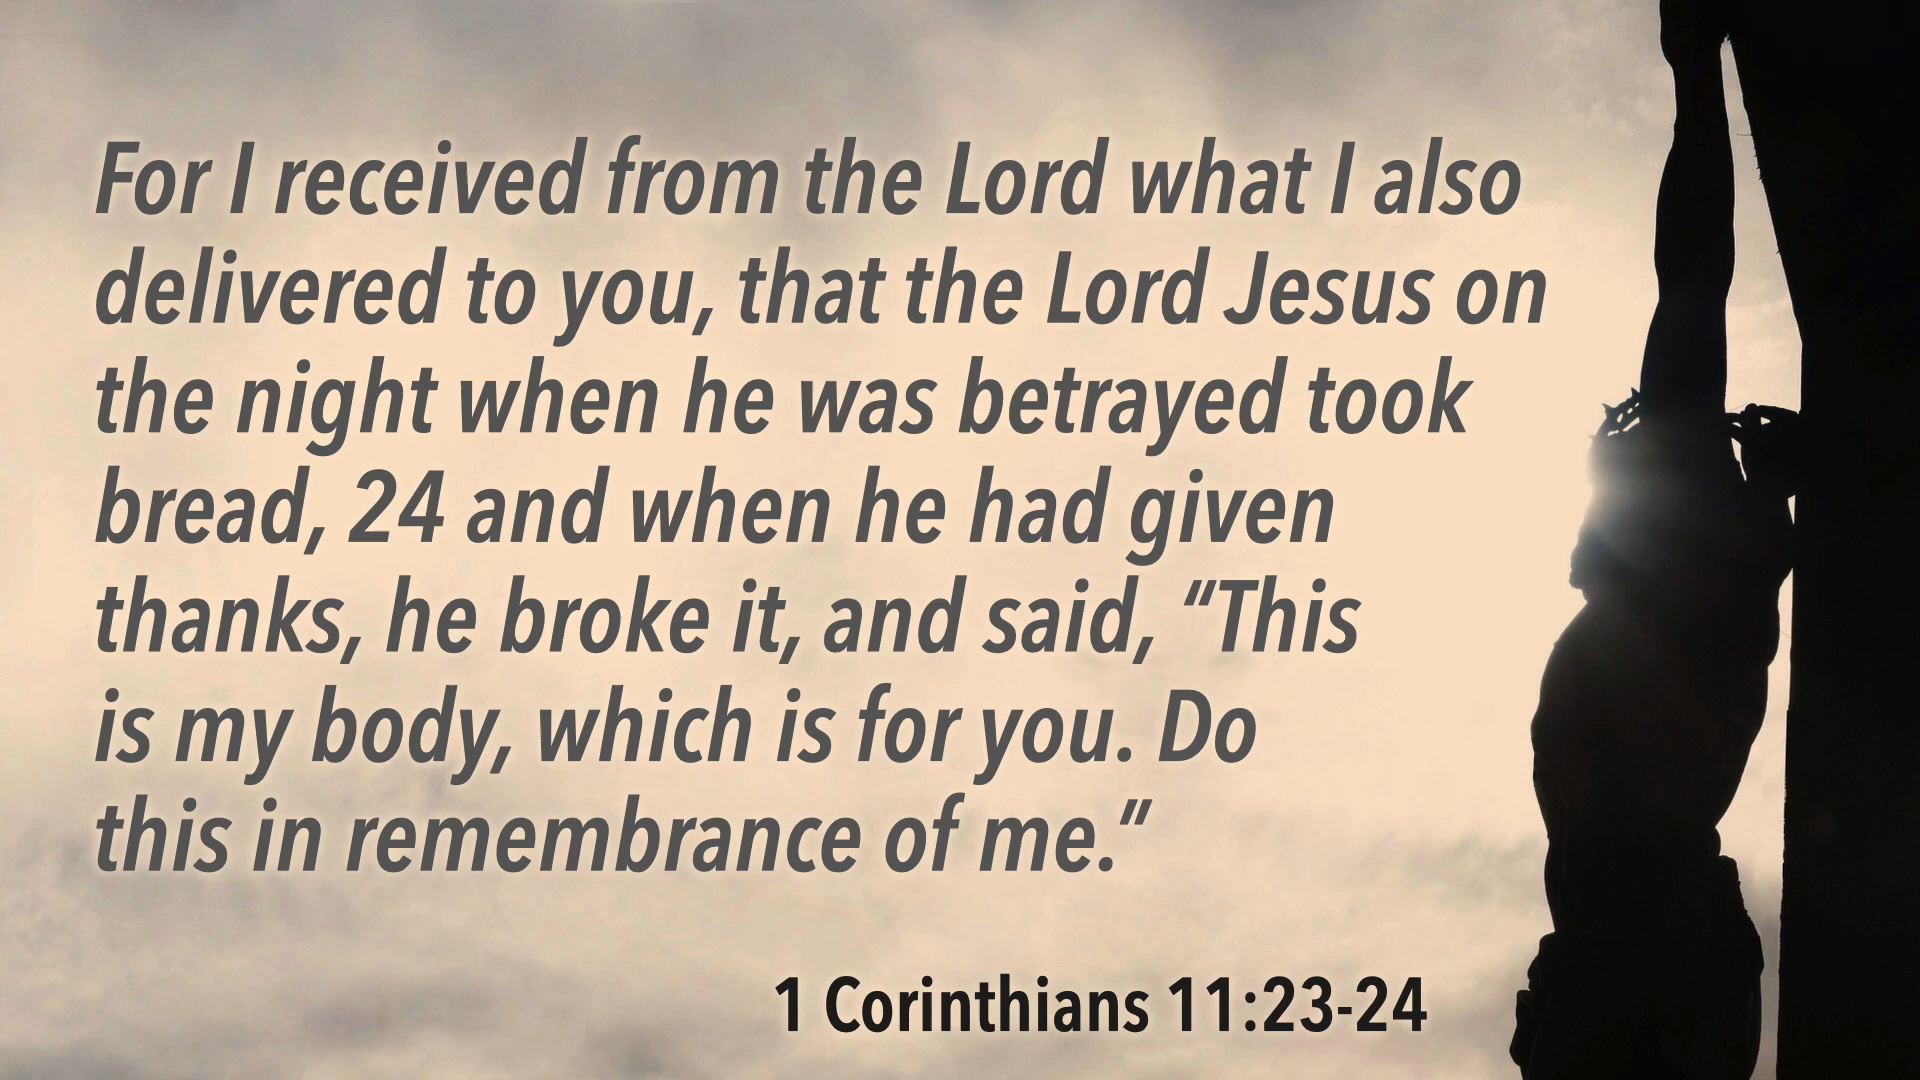 For I received from the Lord what I also
delivered to you, that the Lord Jesus on
the night when he was betrayed took
bread, 24 and when he had given
thanks, he broke it, and said, “This
is my body, which is for you. Do
this in remembrance of me.”
1 Corinthians 11:23-24